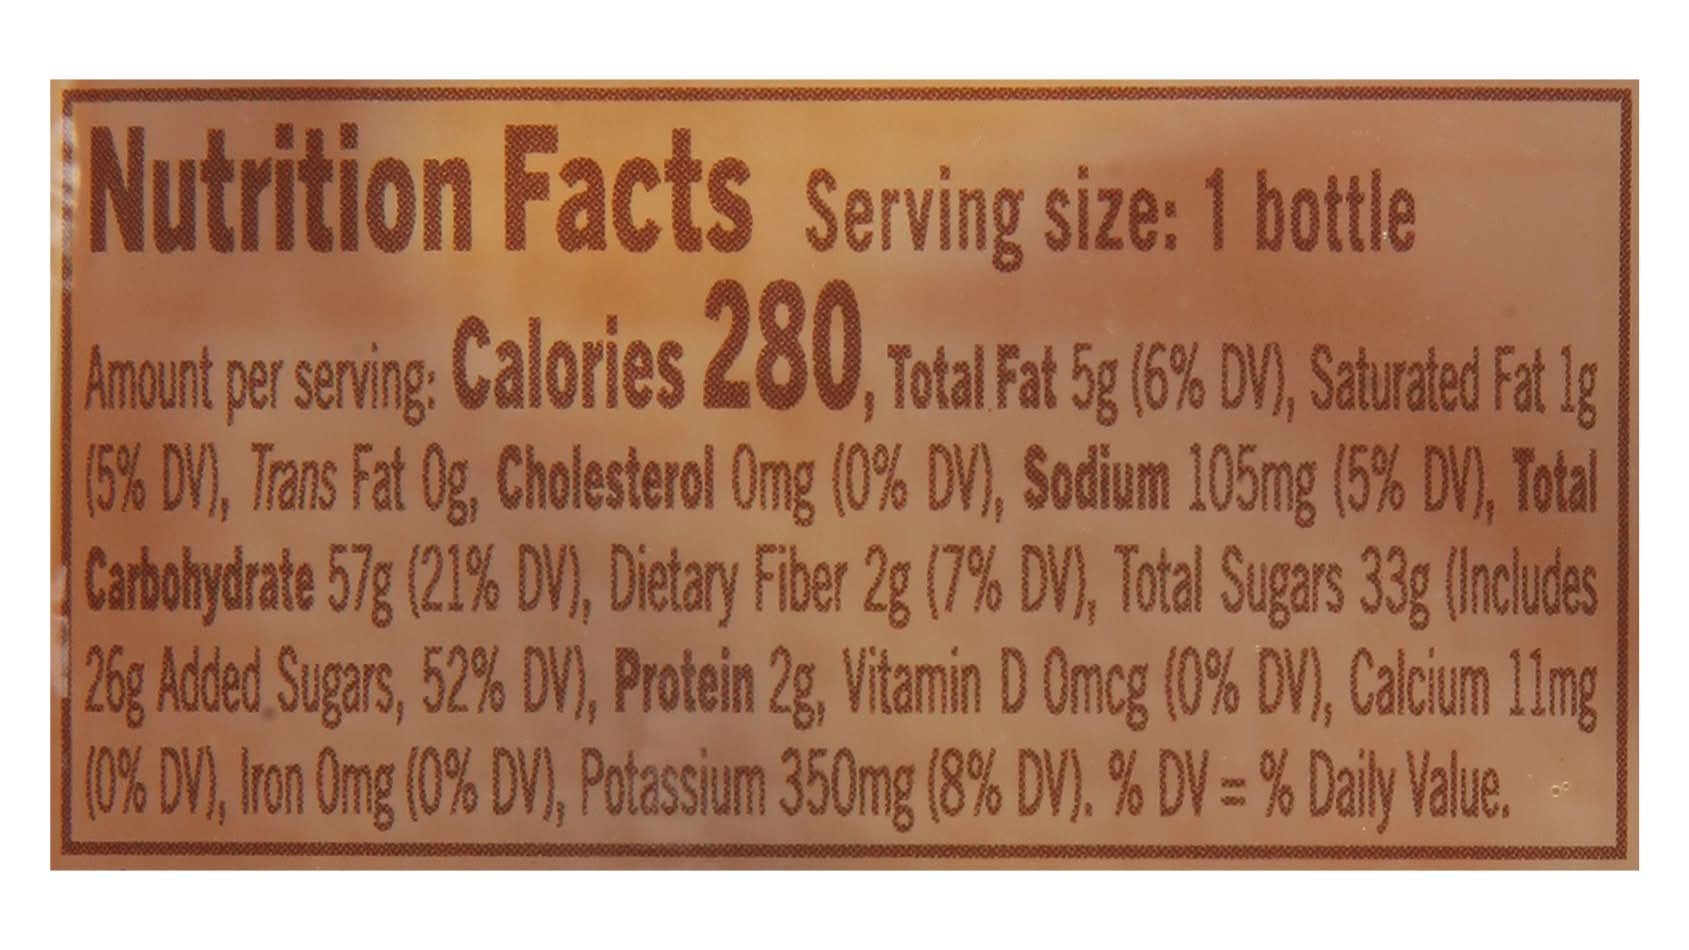 Nutrition Facts Serving size: 1 bottle
Amount per serving: Calories 280, Total Fat 5g (6% DV), Saturated Fat 1g
(5% DV), Trans Fat 0g, Cholesterol 0mg (0% DV), Sodium 105mg (5% DV), Total
Carbohydrate 57g (21% DV), Dietary Fiber 2g (7% DV), Total Sugars 33g (Includes
26g Added Sugars, 52% DV), Protein 2g, Vitamin D 0mcg (0% DV), Calcium 11mg
(0% DV), Iron 0mg (0% DV), Potassium 350mg (8% DV). % DV = % Daily Value.